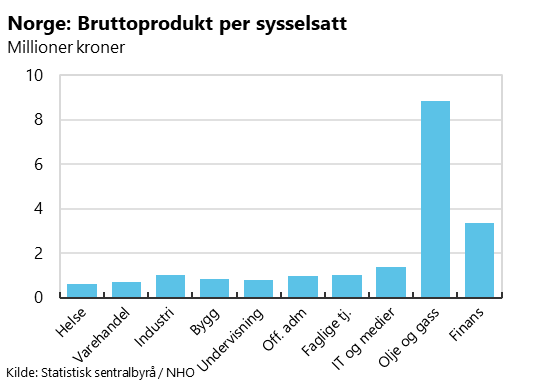 Norge: Bruttoprodukt per sysselsatt
Millioner kroner
10
8
6
4
2
0
Helse
Varehandel
Industri
Bygg
Undervisning
Off. adm
Faglige tj.
IT og medier
Olje og gass
Finans
Kilde: Statistisk sentralbyrå / NHO